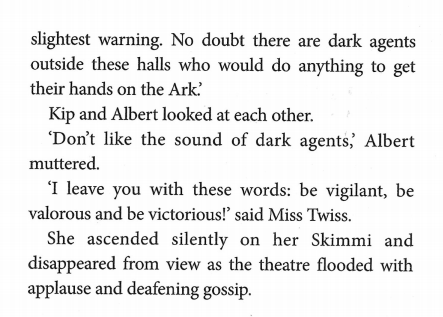 slightest warning. No doubt there are dark agents
outside these halls who would do anything to get
their hands on the Ark.’
Kip and Albert looked at each other.
‘Don’t like the sound of dark agents,’ Albert
muttered.
‘I leave you with these words: be vigilant, be
valorous and be victorious!’ said Miss Twiss.
She ascended silently on her Skimmi and
disappeared from view as the theatre flooded with
applause and deafening gossip.